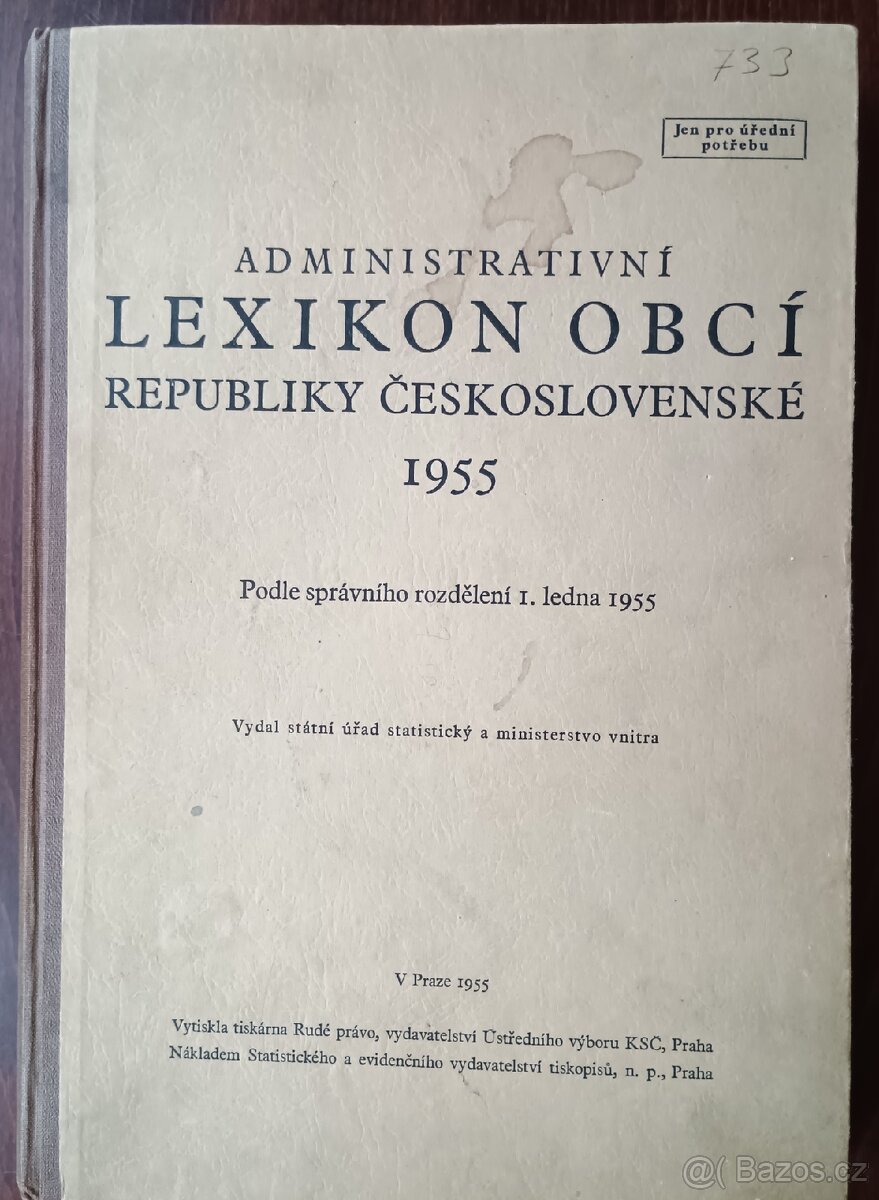 733
Jen pro úřední
potřebu
ADMINISTRATIVNÍ
LEXIKON OBCÍ
REPUBLIKY ČESKOSLOVENSKÉ
1955
Podle správního rozdělení 1. ledna 1955
Vydal státní úřad statistický a ministerstvo vnitra
V Praze 1955
Vytiskla tiskárna Rudé právo, vydavatelství Ústředního výboru KSČ, Praha
Nákladem Statistického a evidenčního vydavatelství tiskopisů, n. p., Praha
@( Bazos.cz